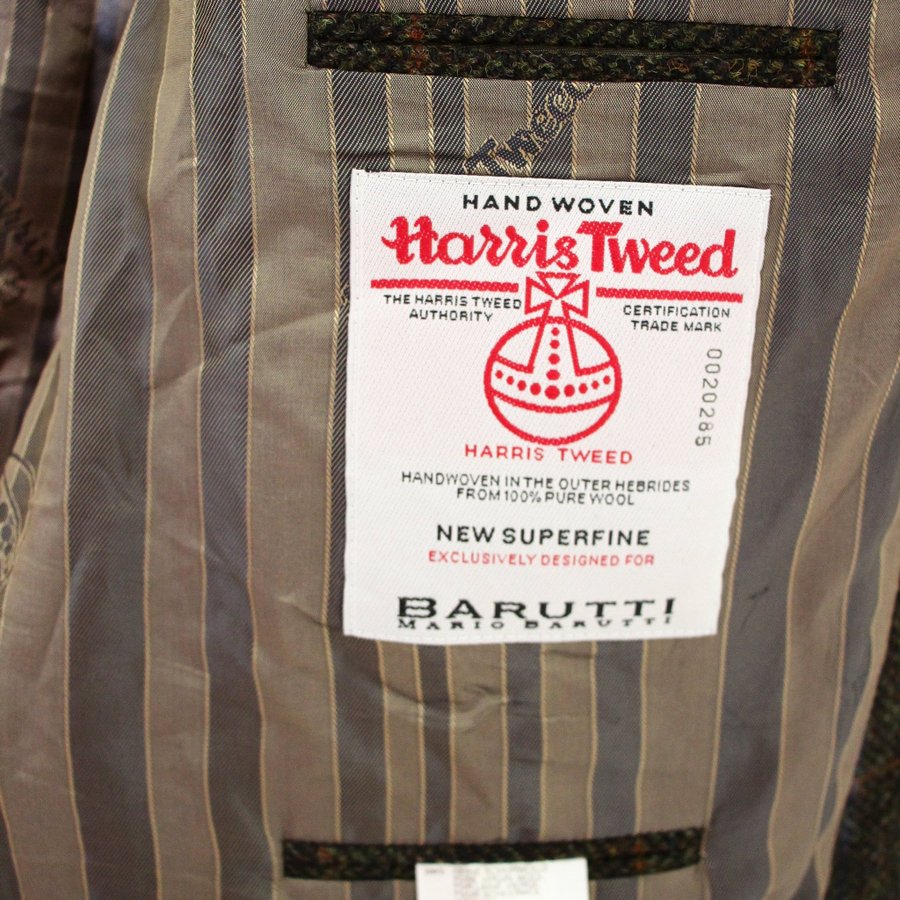 Tweed
HAND WOVEN
Harris Tweed
THE HARRIS TWEED
AUTHORITY
CERTIFICATION
TRADE MARK
0020285
HARRIS TWEED
HANDWOVEN IN THE OUTER HEBRIDES
FROM 100% PURE WOOL
NEW SUPERFINE
EXCLUSIVELY DESIGNED FOR
BARUTTI
MARIO BARUTTI